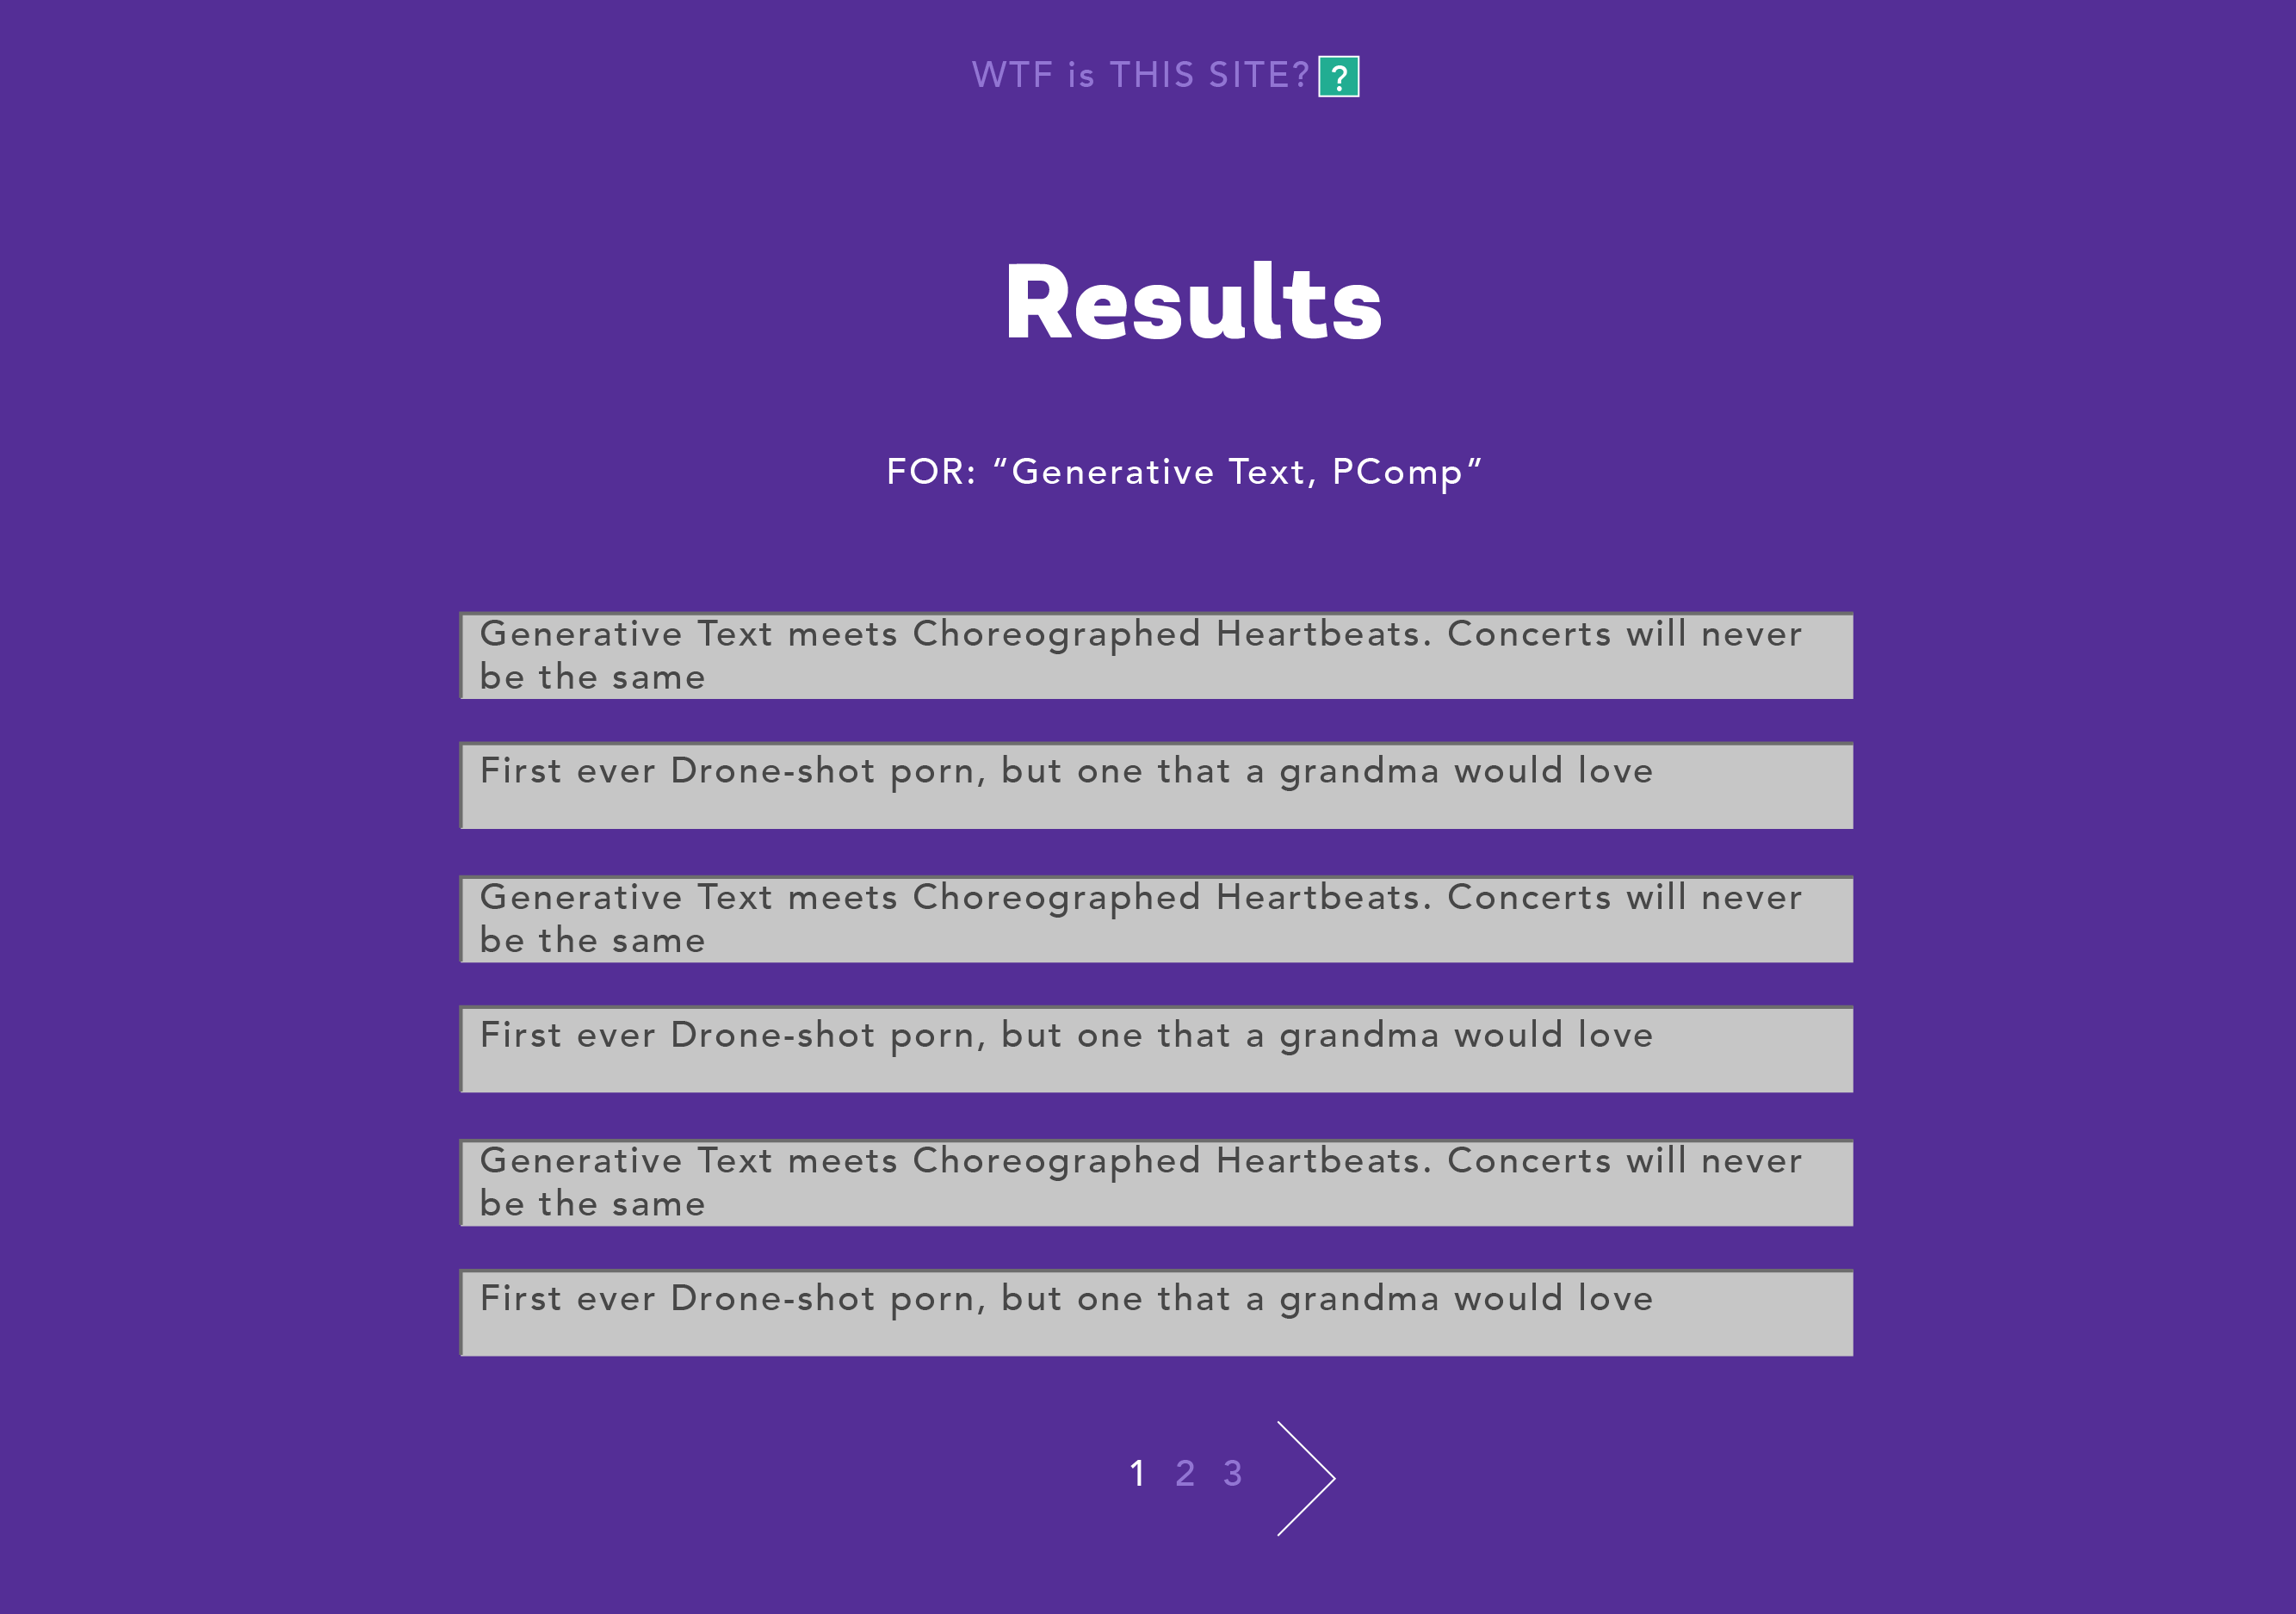 WTF is THIS SITE? ?
Results
FOR: “Generative Text, PComp”
Generative Text meets Choreographed Heartbeats. Concerts will never
be the same
First ever Drone-shot porn, but one that a grandma would love
Generative Text meets Choreographed Heartbeats. Concerts will never
be the same
First ever Drone-shot porn, but one that a grandma would love
Generative Text meets Choreographed Heartbeats. Concerts will never
be the same
First ever Drone-shot porn, but one that a grandma would love
1 2 3